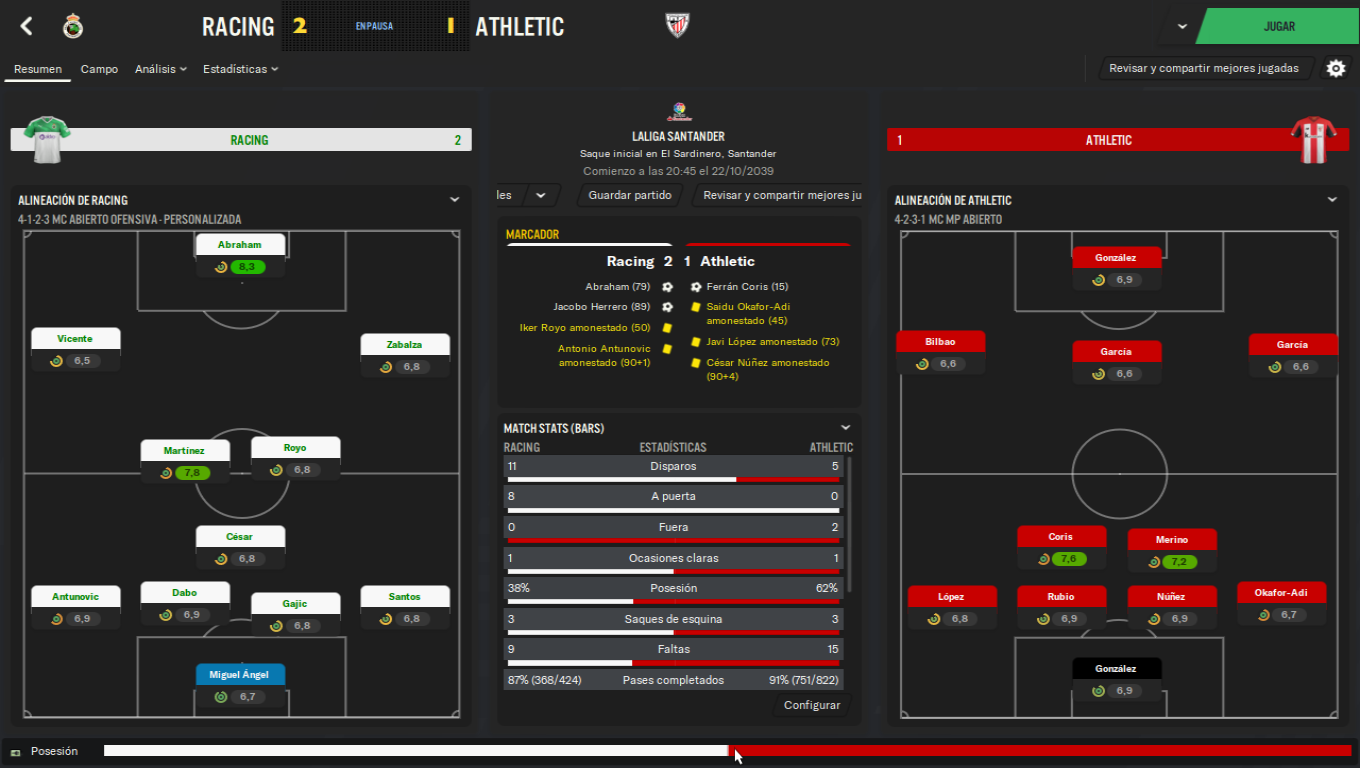 RACING 2 EN PAUSA 1 ATHLETIC
JUGAR
Resumen Campo Análisis Estadísticas
Revisar y compartir mejores jugadas
RACING 2
LALIGA SANTANDER
Saque inicial en El Sardinero, Santander
Comienzo a las 20:45 el 22/10/2039
1 ATHLETIC
les Guardar partido Revisar y compartir mejores ju
ALINEACIÓN DE RACING
4-1-2-3 MC ABIERTO OFENSIVA - PERSONALIZADA
Abraham
8,3
Vicente
6,5
Zabalza
6,8
Martínez
7,8
Royo
6,8
César
6,8
Antunovic
6,9
Dabo
6,9
Gajic
6,8
Santos
6,8
Miguel Ángel
6,7
MARCADOR
Racing 2 1 Athletic
Abraham (79)
Jacobo Herrero (89)
Iker Royo amonestado (50)
Antonio Antunovic
amonestado (90+1)
Ferrán Coris (15)
Saidu Okafor-Adi
amonestado (45)
Javi López amonestado (73)
César Núñez amonestado
(90+4)
MATCH STATS (BARS)
RACING ESTADÍSTICAS ATHLETIC
11 Disparos 5
8 A puerta 0
0 Fuera 2
1 Ocasiones claras 1
38% Posesión 62%
3 Saques de esquina 3
9 Faltas 15
87% (368/424) Pases completados 91% (751/822)
Configurar
ALINEACIÓN DE ATHLETIC
4-2-3-1 MC MP ABIERTO
González
6,9
Bilbao
6,6
García
6,6
García
6,6
Coris
7,6
Merino
7,2
López
6,8
Rubio
6,9
Núñez
6,9
Okafor-Adi
6,7
González
6,9
Posesión